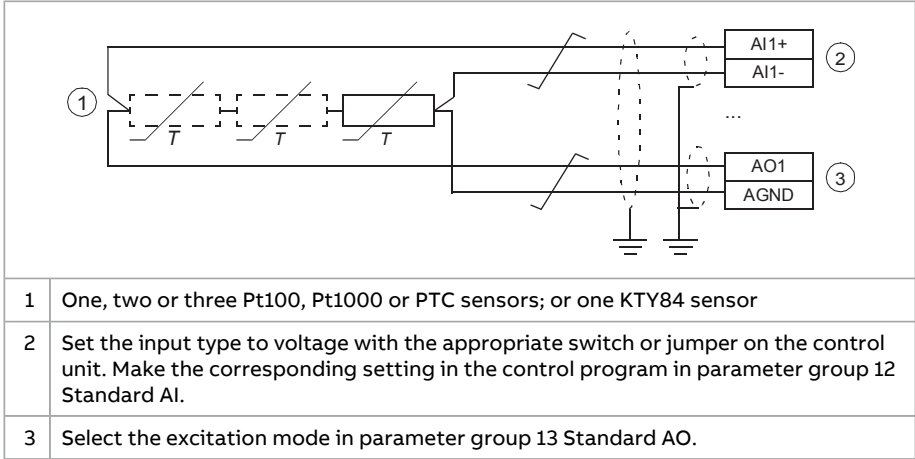 AI1+
AI1-
2
1
...
T
T
T
AO1
AGND
3
1 One, two or three Pt100, Pt1000 or PTC sensors; or one KTY84 sensor
2 Set the input type to voltage with the appropriate switch or jumper on the control
unit. Make the corresponding setting in the control program in parameter group 12
Standard AI.
3 Select the excitation mode in parameter group 13 Standard AO.